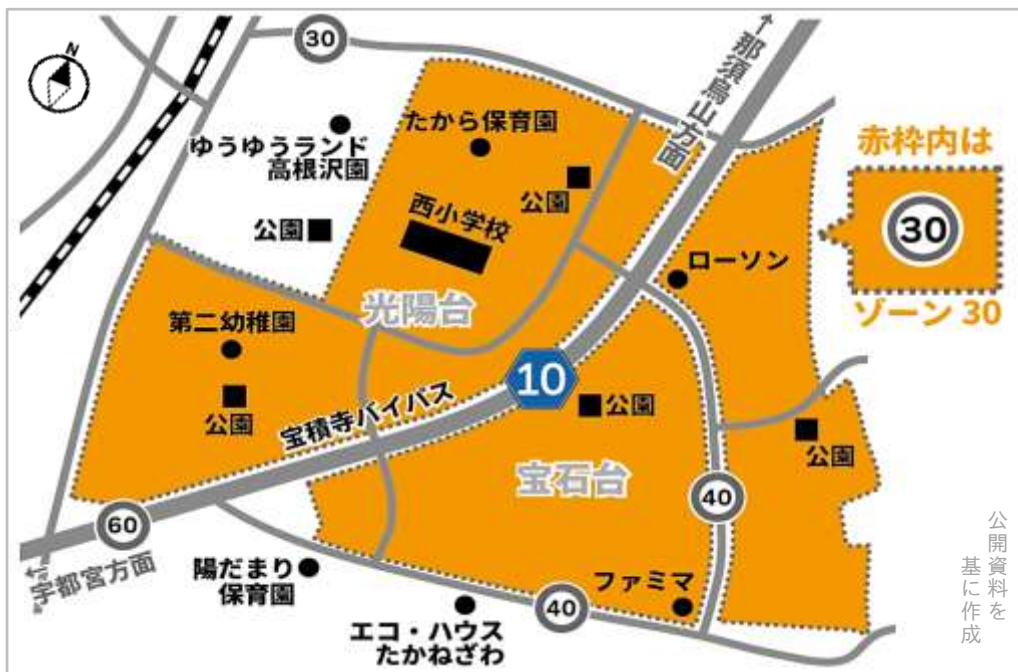 N
30
↑那須烏山方面
たから保育園
ゆうゆうランド
高根沢園
公園
赤枠内は
30
ゾーン 30
西小学校
公園
ローソン
光陽台
第二幼稚園
公園
10
宝積寺バイパス
公園
公園
宝石台
40
60
←宇都宮方面
陽だまり
保育園
ファミマ
40
エコ・ハウス
たかねざわ
公開資料を
基に作成